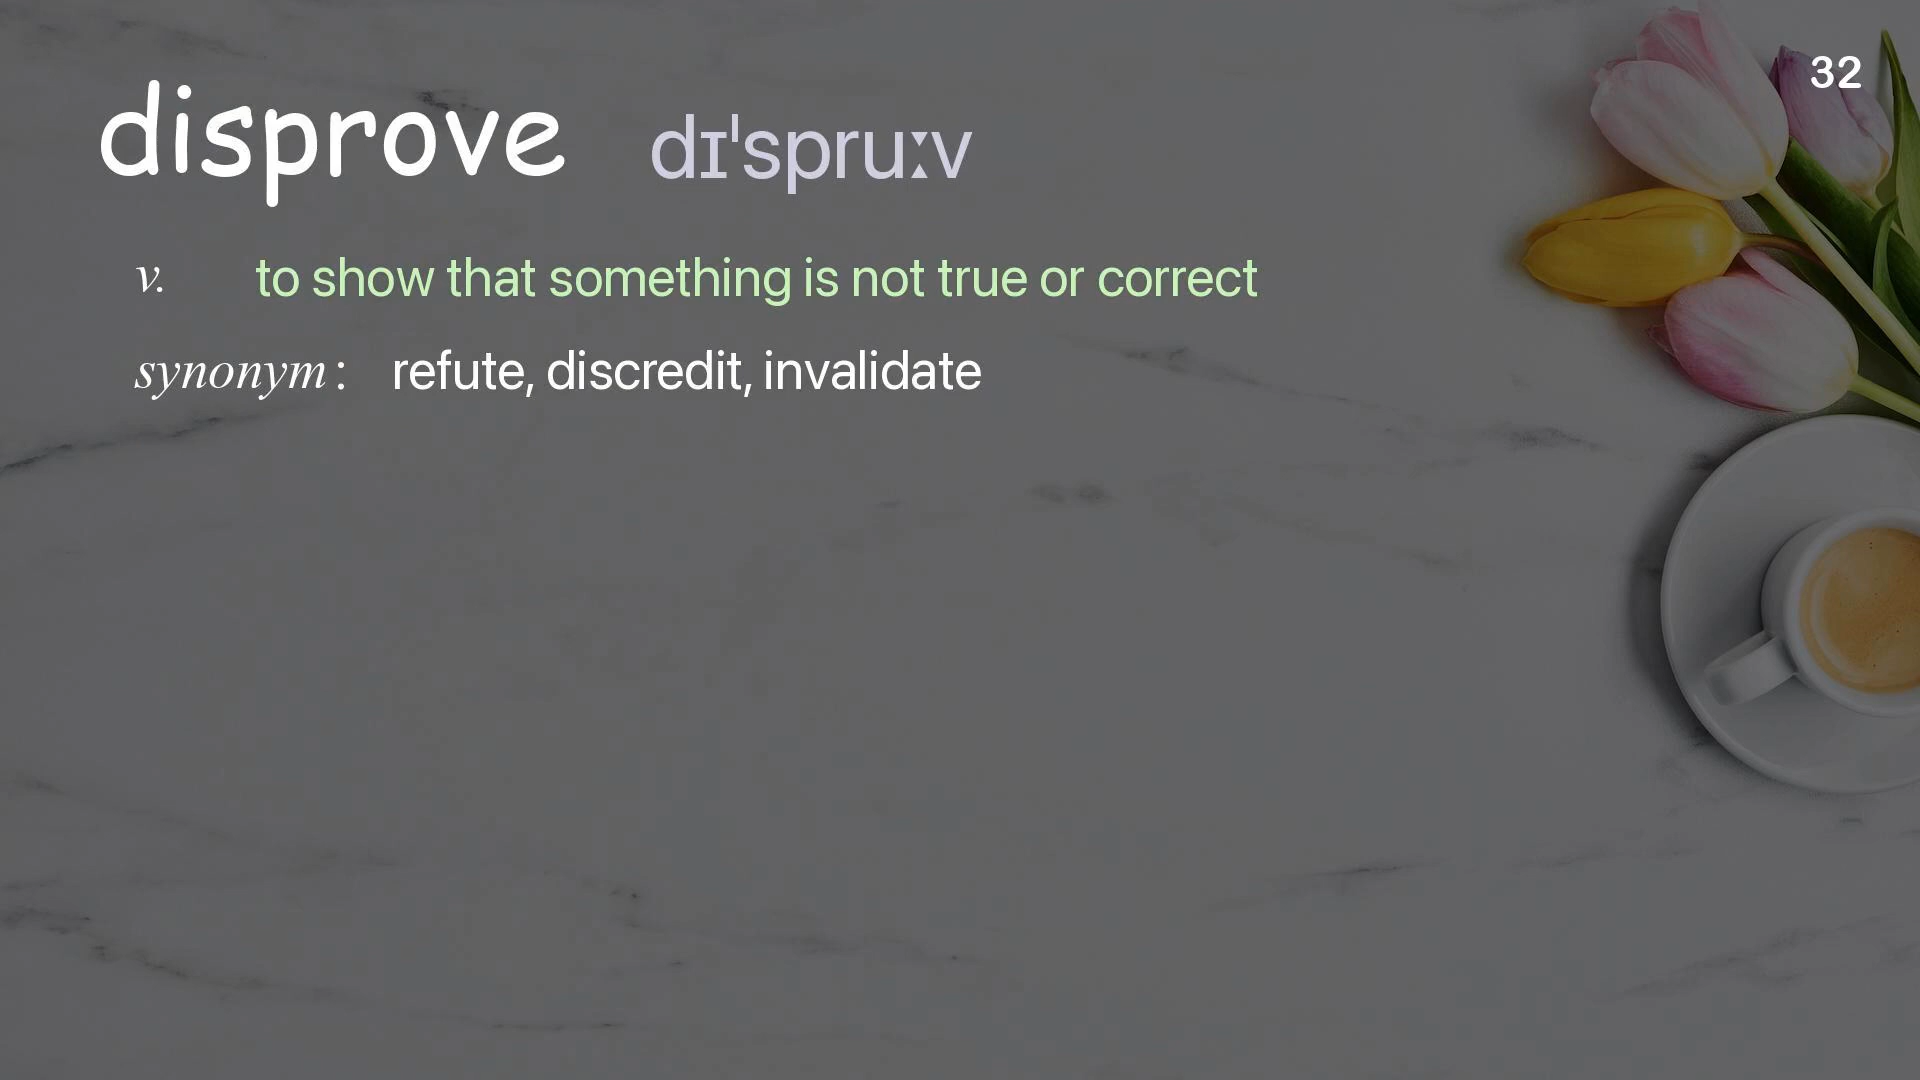 32
disprove dɪˈspruːv
v. to show that something is not true or correct
synonym : refute, discredit, invalidate